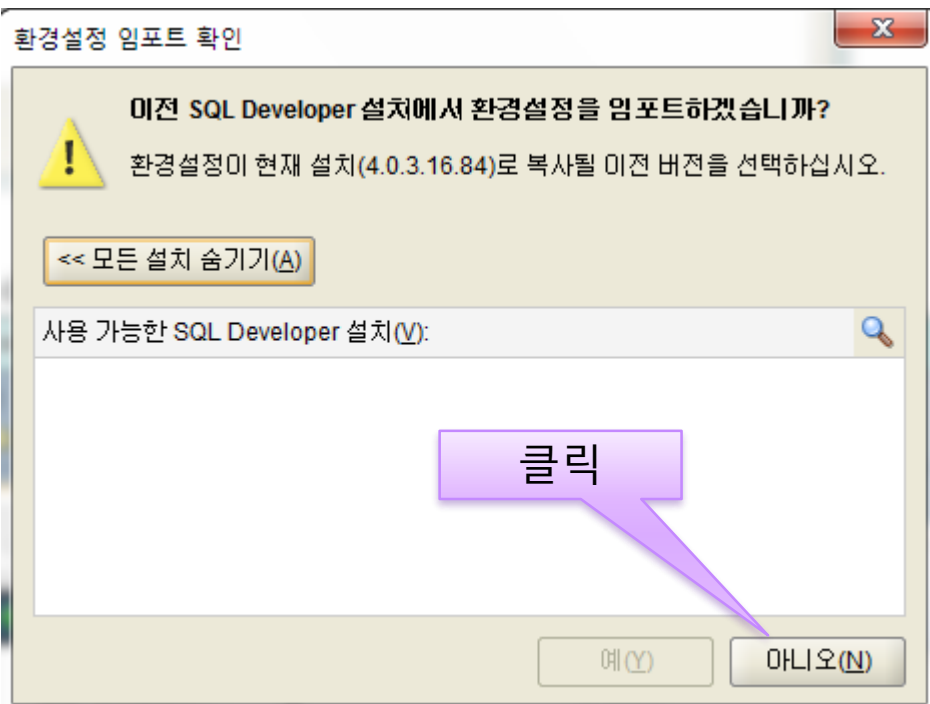 환경설정 임포트 확인
이전 SQL Developer 설치에서 환경설정을 임포트하겠습니까?
환경설정이 현재 설치(4.0.3.16.84)로 복사될 이전 버전을 선택하십시오.
<< 모든 설치 숨기기(A)
사용 가능한 SQL Developer 설치(V):
클릭
예(Y) 아니오(N)